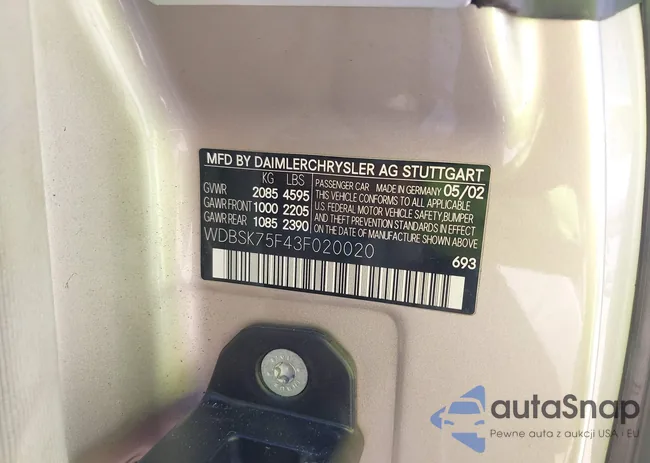 MFD BY DAIMLERCHRYSLER AG STUTTGART
KG LBS
GVWR 2085 4595
GAWR FRONT 1000 2205
GAWR REAR 1085 2390
PASSENGER CAR MADE IN GERMANY 05/02
THIS VEHICLE CONFORMS TO ALL APPLICABLE
U.S. FEDERAL MOTOR VEHICLE SAFETY, BUMPER
AND THEFT PREVENTION STANDARDS IN EFFECT
ON THE DATE OF MANUFACTURE SHOWN ABOVE.
WDBSK75F43F020020
693
autaSnap
Pewne auta z aukcji USA i EU